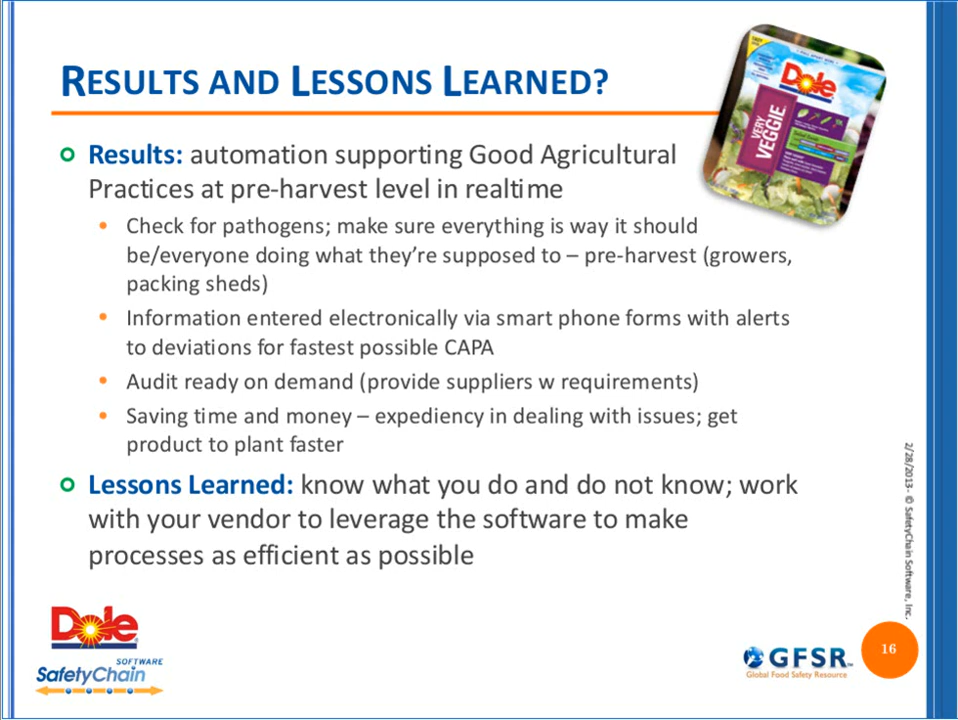 RESULTS AND LESSONS LEARNED?
Dole
VERY
VEGGIE
Results: automation supporting Good Agricultural
Practices at pre-harvest level in realtime
Check for pathogens; make sure everything is way it should
be/everyone doing what they're supposed to – pre-harvest (growers,
packing sheds)
Information entered electronically via smart phone forms with alerts
to deviations for fastest possible CAPA
Audit ready on demand (provide suppliers w requirements)
Saving time and money – expediency in dealing with issues; get
product to plant faster
Lessons Learned: know what you do and do not know; work
with your vendor to leverage the software to make
processes as efficient as possible
2/28/2013- © SafetyChain Software, Inc.
Dole
SOFTWARE
SafetyChain
GFSR™
Global Food Safety Resource
16